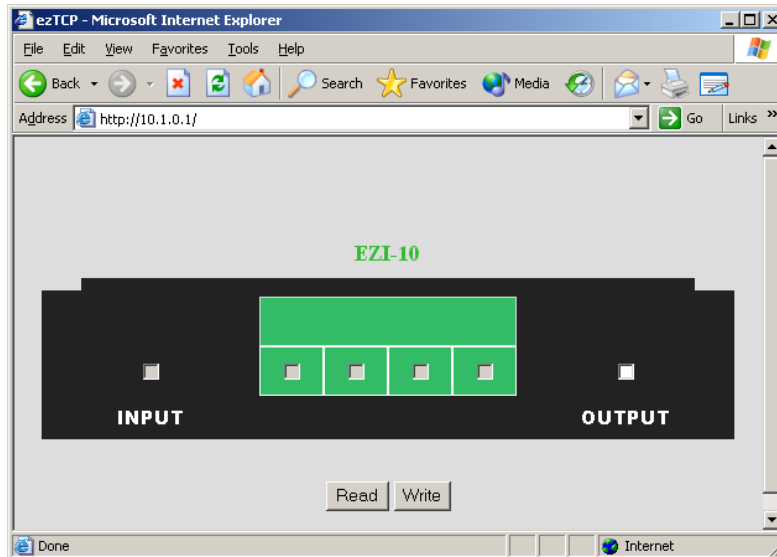 ezTCP - Microsoft Internet Explorer
File Edit View Favorites Tools Help
Back Search Favorites Media
Address http://10.1.0.1/ Go Links »
EZI-10
INPUT OUTPUT
Read Write
Done Internet